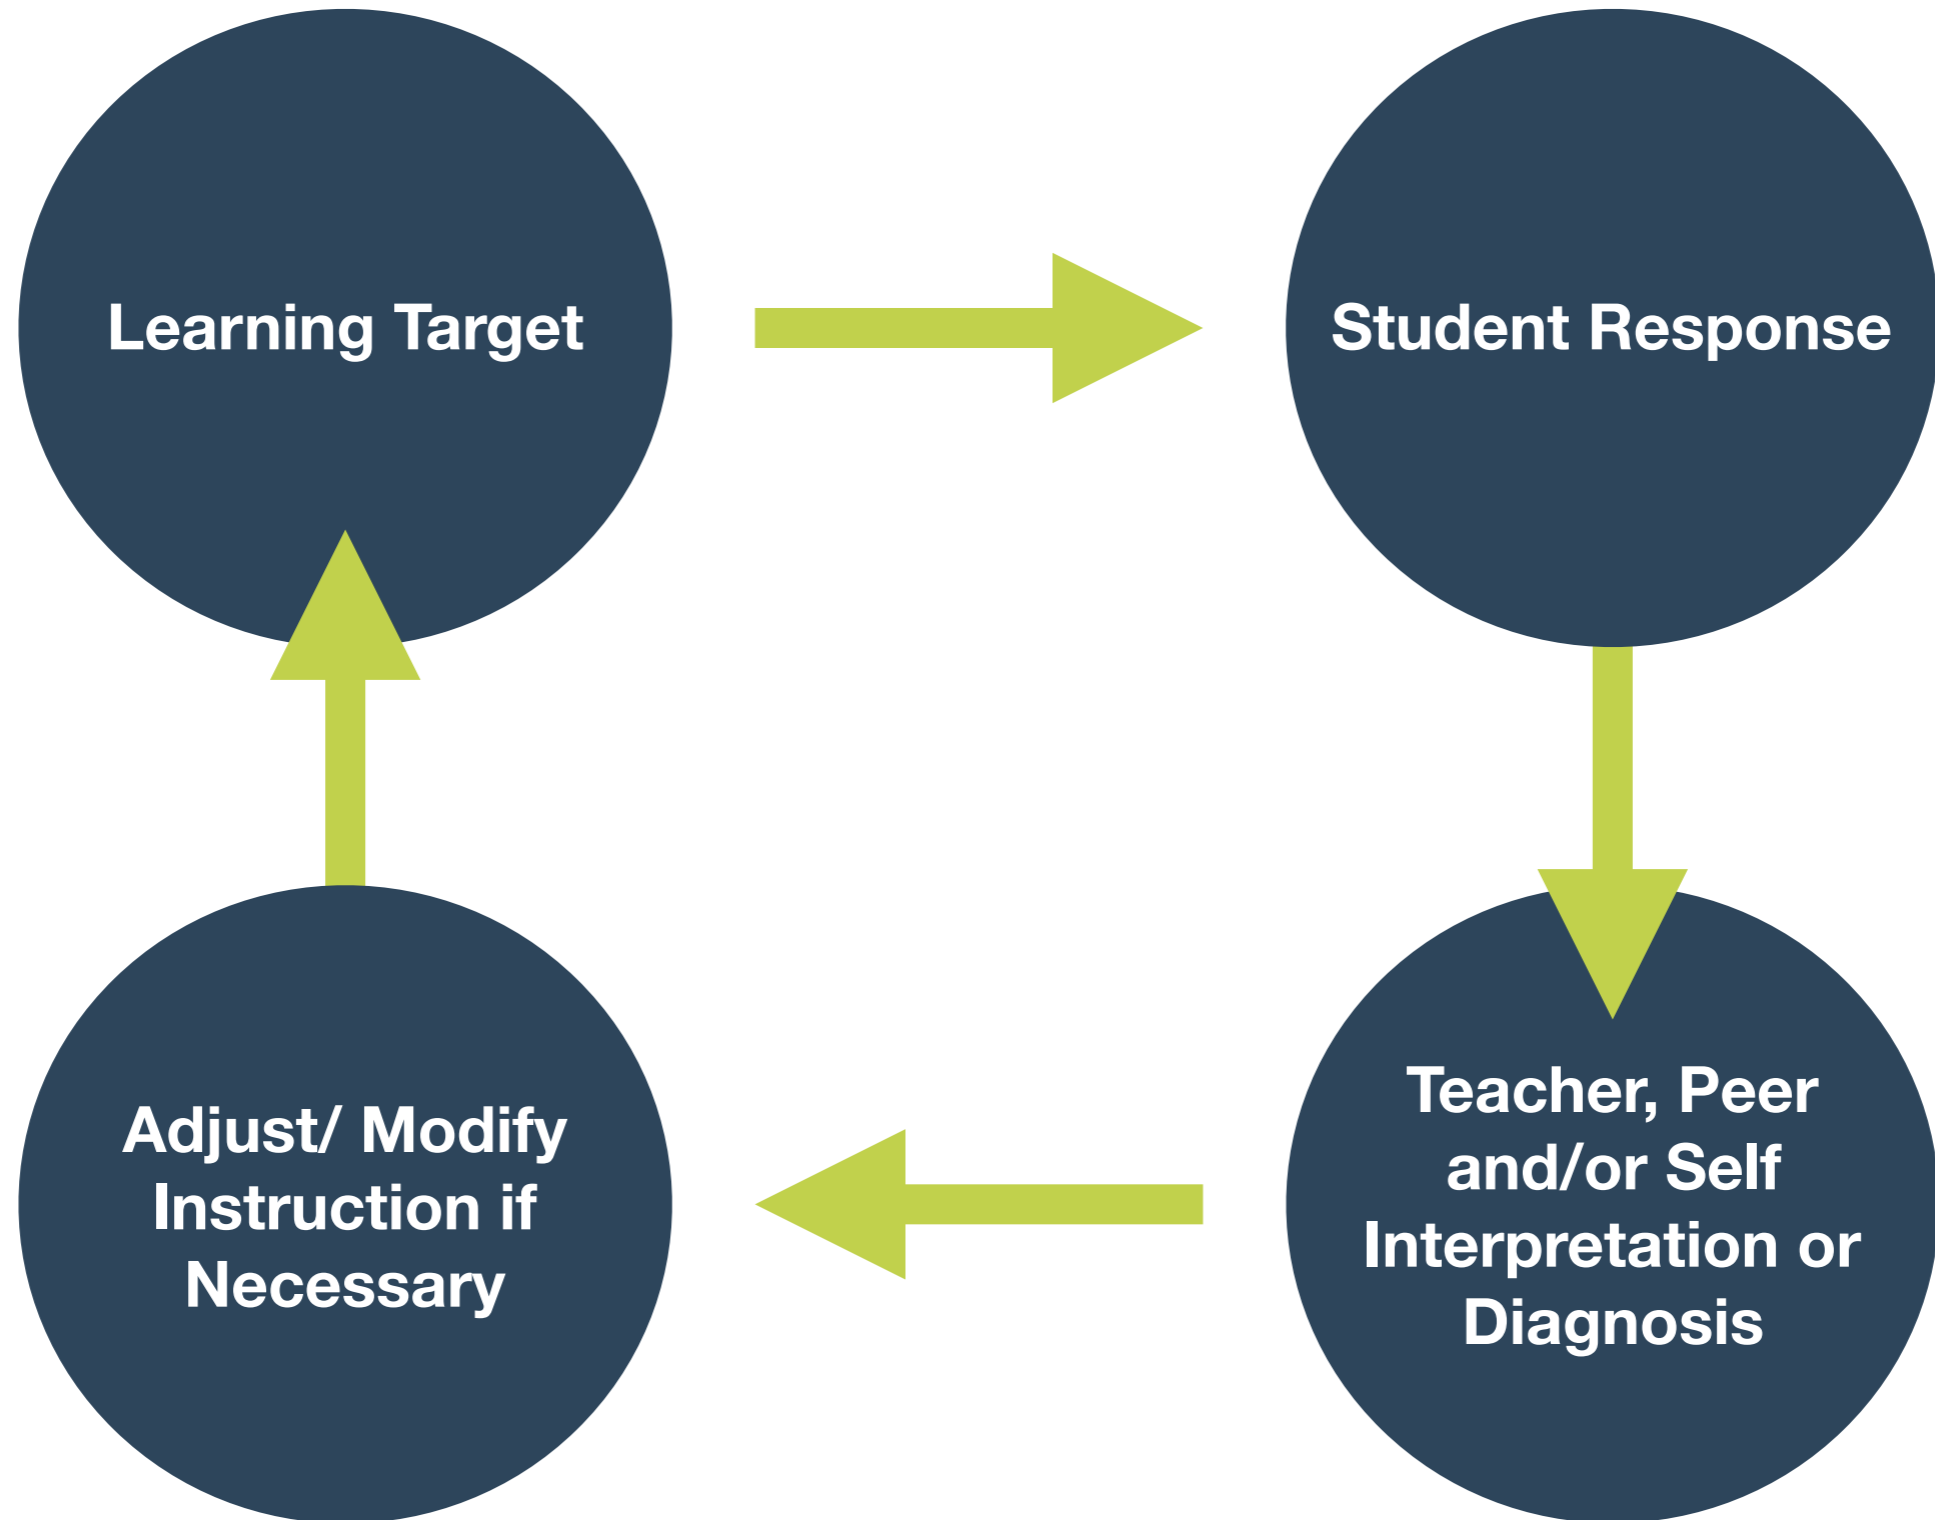 Learning Target
Student Response
Adjust/ Modify
Instruction if
Necessary
Teacher, Peer
and/or Self
Interpretation or
Diagnosis